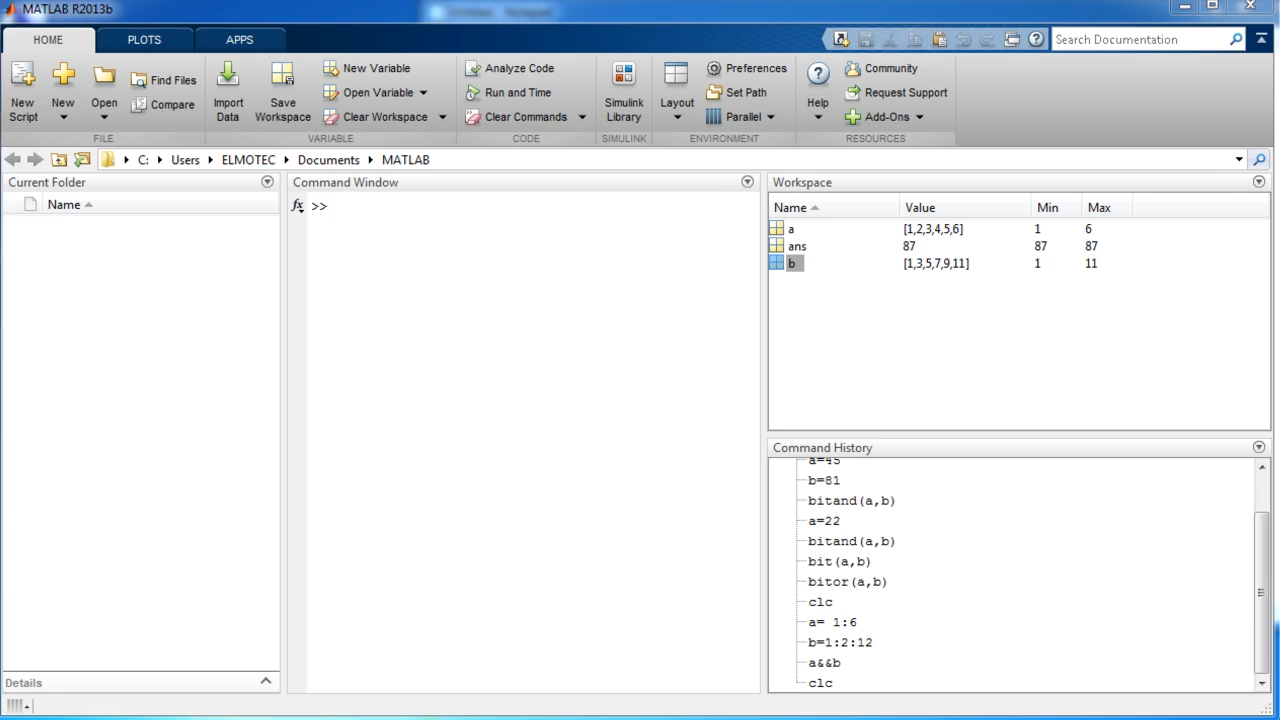 MATLAB R2013b
Untitled - Notepad
HOME PLOTS APPS
Search Documentation
New Script
New
Open
Find Files
Compare
FILE
Import Data
Save Workspace
New Variable
Open Variable
Clear Workspace
VARIABLE
Analyze Code
Run and Time
Clear Commands
CODE
Simulink Library
SIMULINK
Layout
Preferences
Set Path
Parallel
ENVIRONMENT
Help
Community
Request Support
Add-Ons
RESOURCES
C: Users ELMOTEC Documents MATLAB
Current Folder
Name
Details
Command Window
fx >>
Workspace
Name Value Min Max
a [1,2,3,4,5,6] 1 6
ans 87 87 87
b [1,3,5,7,9,11] 1 11
Command History
a=45
b=81
bitand(a,b)
a=22
bitand(a,b)
bit(a,b)
bitor(a,b)
clc
a= 1:6
b=1:2:12
a&&b
clc